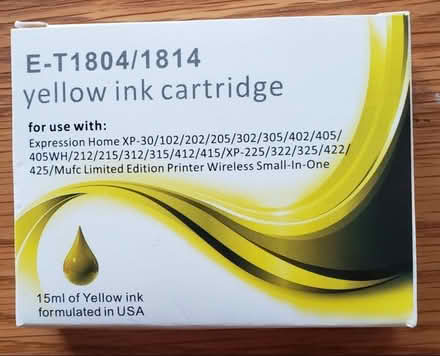 E-T1804/1814
yellow ink cartridge
for use with:
Expression Home XP-30/102/202/205/302/305/402/405/
405WH/212/215/312/315/412/415/XP-225/322/325/422/
425/Mufc Limited Edition Printer Wireless Small-In-One
15ml of Yellow ink
formulated in USA